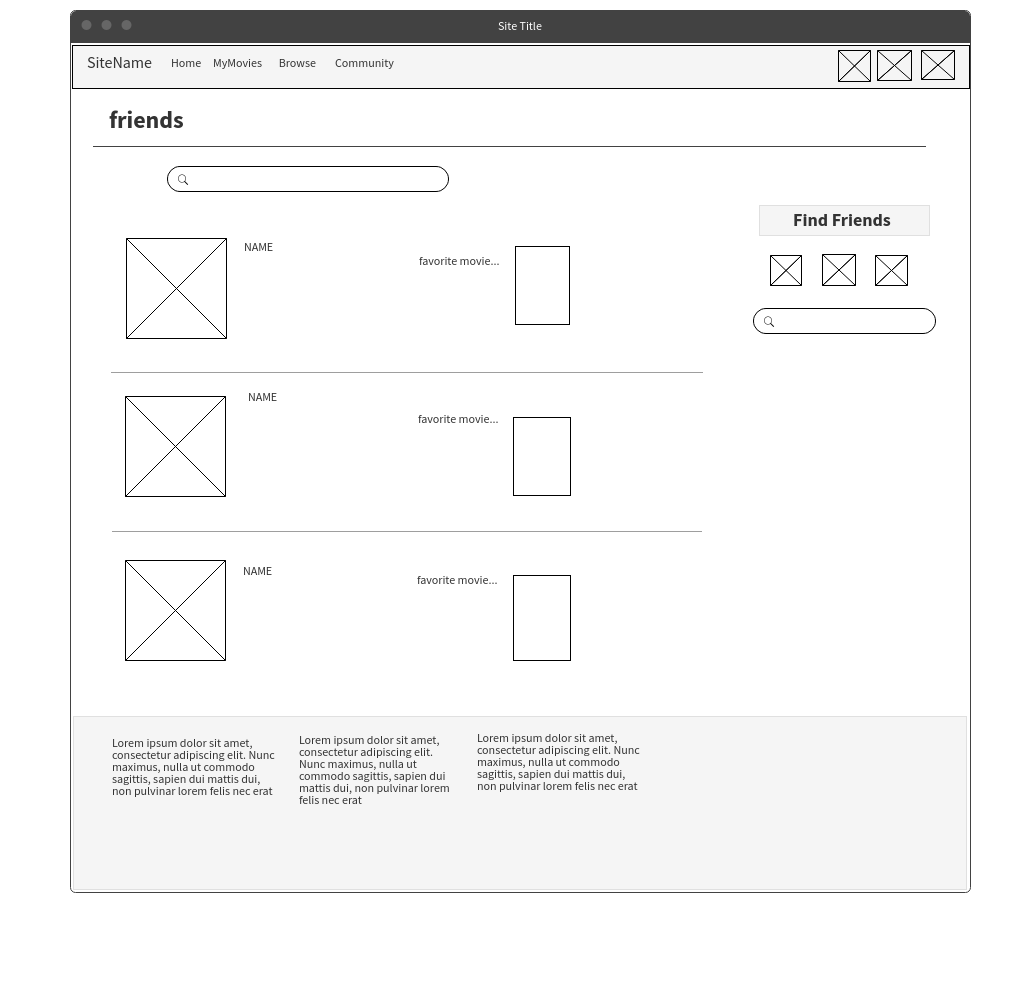 Site Title
SiteName Home MyMovies Browse Community
friends
Find Friends
NAME
favorite movie...
NAME
favorite movie...
NAME
favorite movie...
Lorem ipsum dolor sit amet,
consectetur adipiscing elit. Nunc
maximus, nulla ut commodo
sagittis, sapien dui mattis dui,
non pulvinar lorem felis nec erat
Lorem ipsum dolor sit amet,
consectetur adipiscing elit.
Nunc maximus, nulla ut
commodo sagittis, sapien dui
mattis dui, non pulvinar lorem
felis nec erat
Lorem ipsum dolor sit amet,
consectetur adipiscing elit. Nunc
maximus, nulla ut commodo
sagittis, sapien dui mattis dui,
non pulvinar lorem felis nec erat